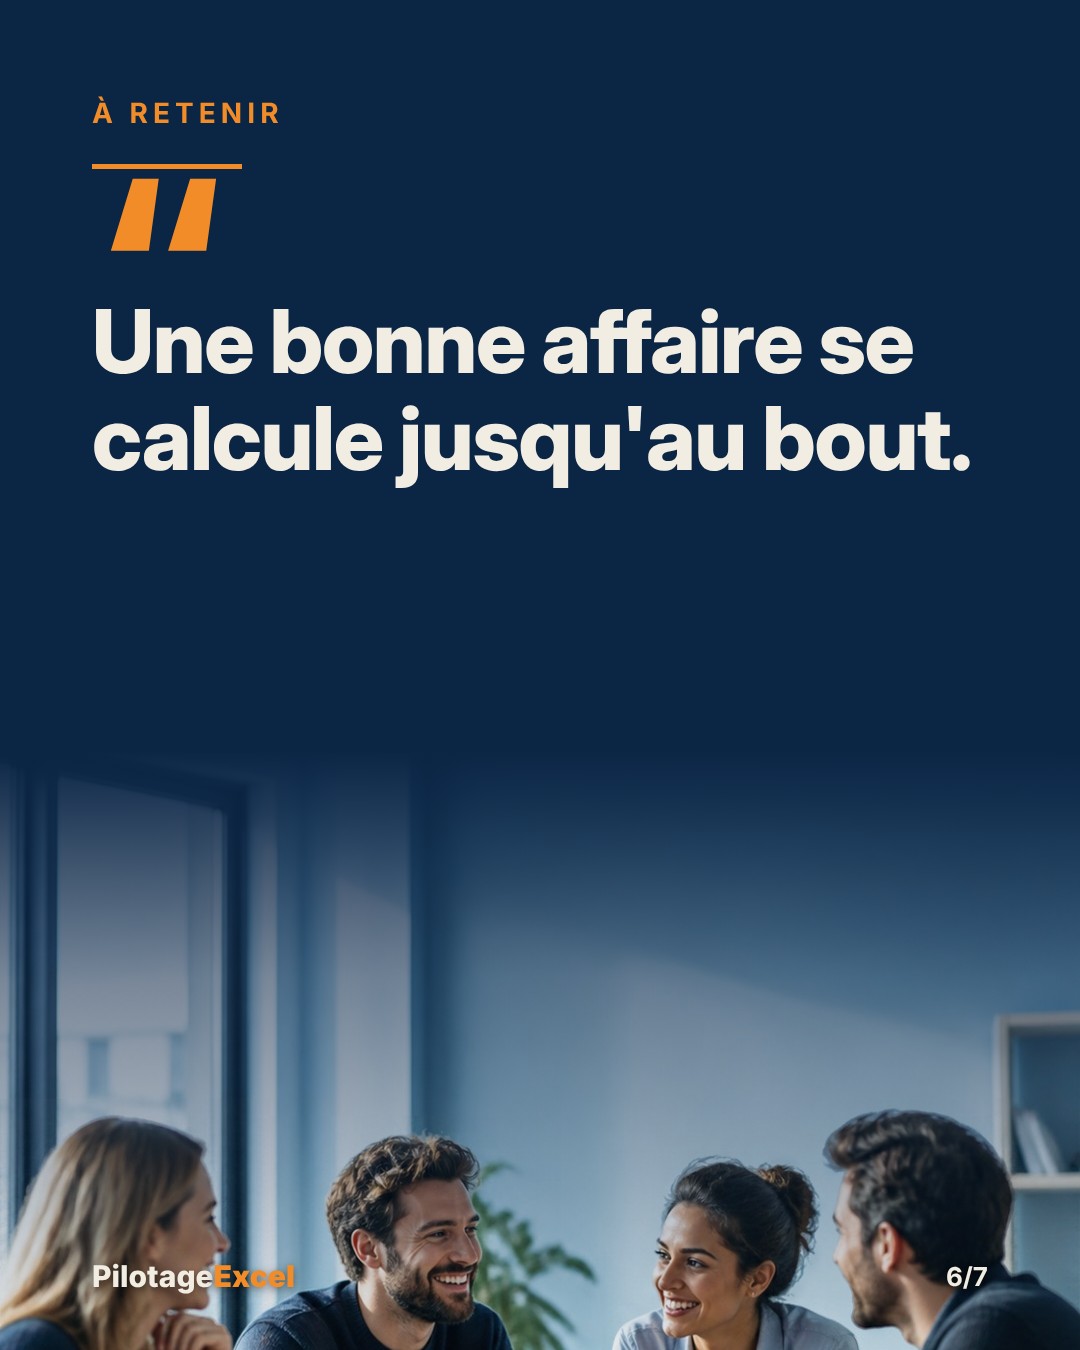 À RETENIR
"
Une bonne affaire se
calcule jusqu'au bout.
PilotageExcel
6/7